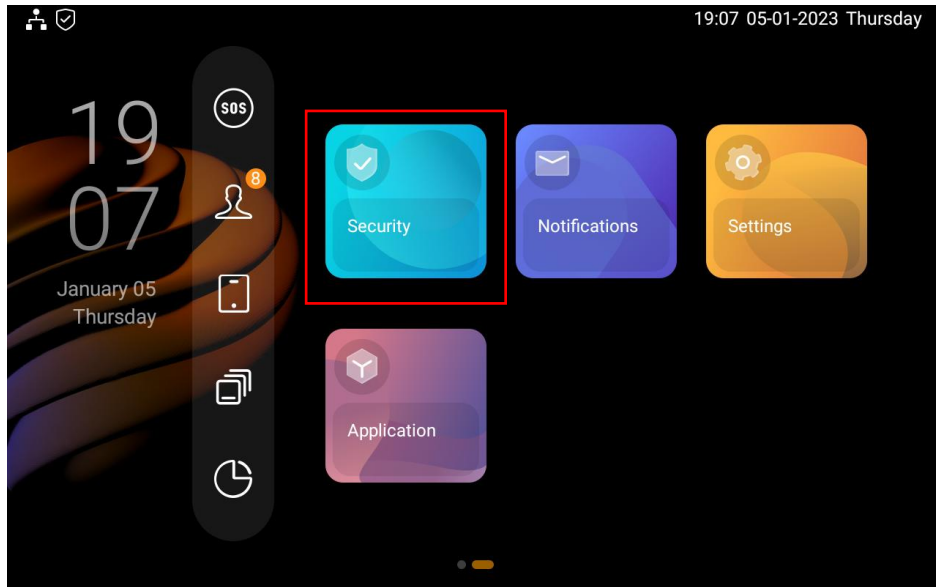 19:07 05-01-2023 Thursday
19
07
January 05
Thursday
SOS
8
Security
Notifications
Settings
Application